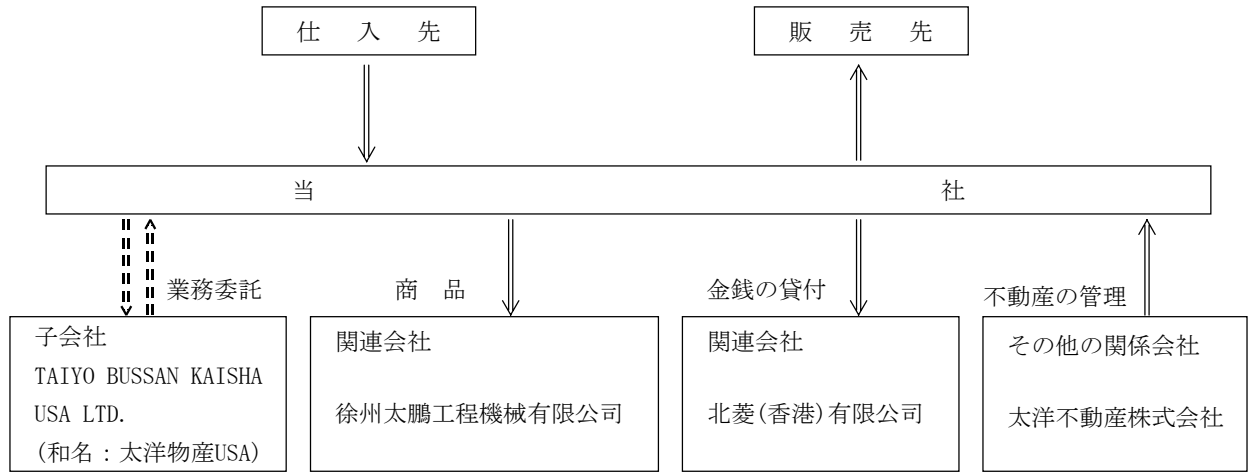 仕 入 先
販 売 先
当 社
業務委託
商 品
金銭の貸付
不動産の管理
子会社
TAIYO BUSSAN KAISHA
USA LTD.
(和名：太洋物産USA)
関連会社
徐州太鵬工程機械有限公司
関連会社
北菱(香港)有限公司
その他の関係会社
太洋不動産株式会社